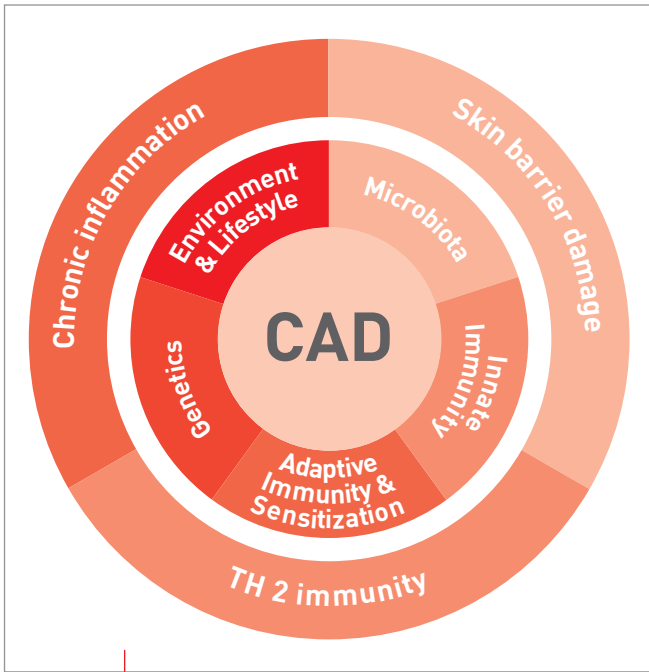 Chronic inflammation
Skin barrier damage
Environment
& Lifestyle
Microbiota
CAD
Genetics
Innate
Immunity
Adaptive
Immunity &
Sensitization
TH 2 immunity